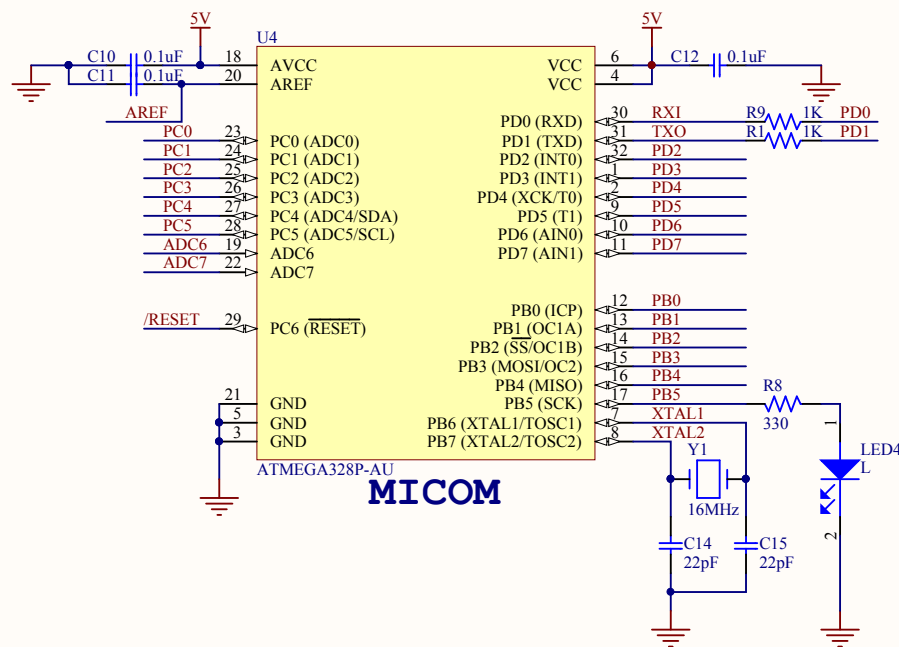 5V
U4
5V
C10 0.1uF 18 AVCC VCC 6 C12 0.1uF
C11 0.1uF 20 AREF VCC 4
AREF
PD0 (RXD) 30 RXI R9 1K PD0
PC0 23 PC0 (ADC0) PD1 (TXD) 31 TXO R1 1K PD1
PC1 24 PC1 (ADC1) PD2 (INT0) 32 PD2
PC2 25 PC2 (ADC2) PD3 (INT1) 1 PD3
PC3 26 PC3 (ADC3) PD4 (XCK/T0) 2 PD4
PC4 27 PC4 (ADC4/SDA) PD5 (T1) 9 PD5
PC5 28 PC5 (ADC5/SCL) PD6 (AIN0) 10 PD6
ADC6 19 ADC6 PD7 (AIN1) 11 PD7
ADC7 22 ADC7
PB0 (ICP) 12 PB0
/RESET 29 PC6 (RESET) PB1 (OC1A) 13 PB1
PB2 (SS/OC1B) 14 PB2
PB3 (MOSI/OC2) 15 PB3
PB4 (MISO) 16 PB4
21 GND PB5 (SCK) 17 PB5 R8
5 GND PB6 (XTAL1/TOSC1) 7 XTAL1 330 1
3 GND PB7 (XTAL2/TOSC2) 8 XTAL2
ATMEGA328P-AU Y1 LED4
MICOM 16MHz L
C14 C15 2
22pF 22pF